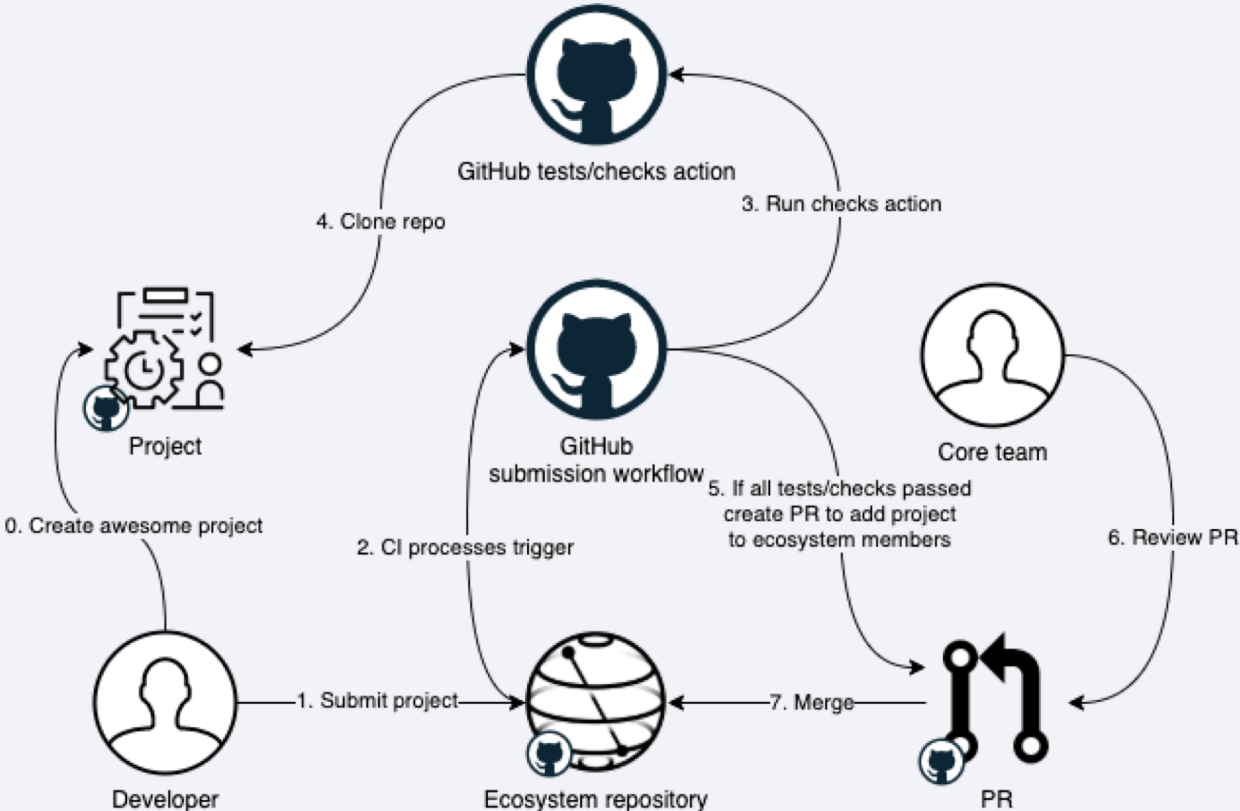 GitHub tests/checks action
3. Run checks action
4. Clone repo
Project
GitHub
submission workflow
Core team
5. If all tests/checks passed
create PR to add project
to ecosystem members
0. Create awesome project
2. CI processes trigger
6. Review PR
1. Submit project
7. Merge
Developer
Ecosystem repository
PR